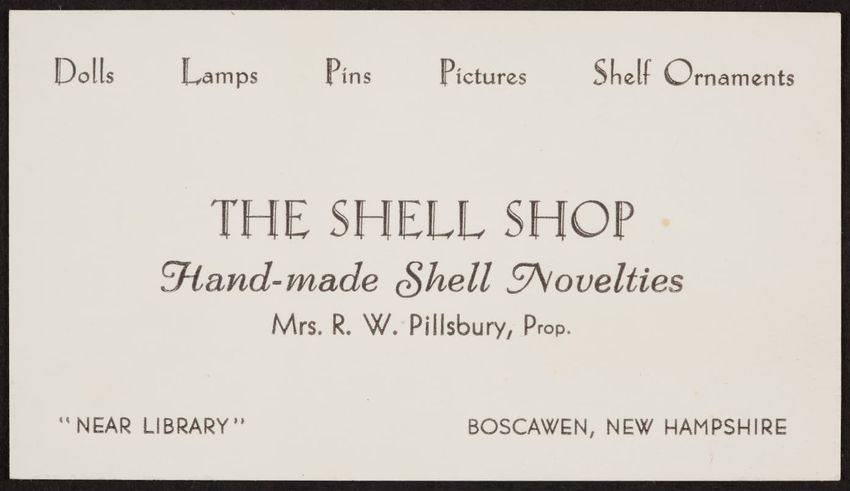 Dolls Lamps Pins Pictures Shelf Ornaments
THE SHELL SHOP
Hand-made Shell Novelties
Mrs. R. W. Pillsbury, Prop.
"NEAR LIBRARY" BOSCAWEN, NEW HAMPSHIRE